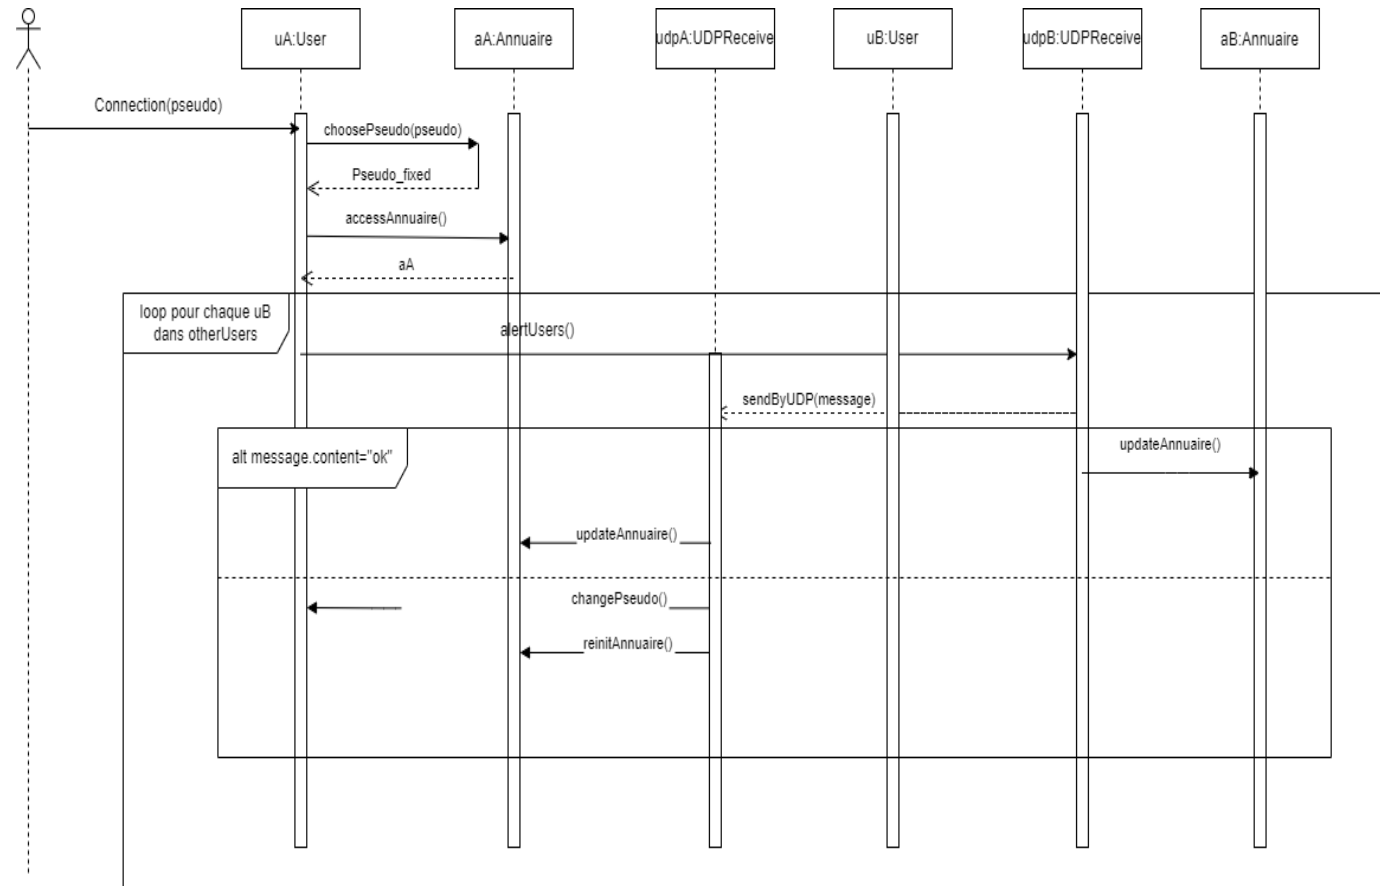 uA:User
aA:Annuaire
udpA:UDPReceive
uB:User
udpB:UDPReceive
aB:Annuaire
Connection(pseudo)
choosePseudo(pseudo)
Pseudo_fixed
accessAnnuaire()
aA
loop pour chaque uB
dans otherUsers
alertUsers()
sendByUDP(message)
alt message.content="ok"
updateAnnuaire()
updateAnnuaire()
changePseudo()
reinitAnnuaire()